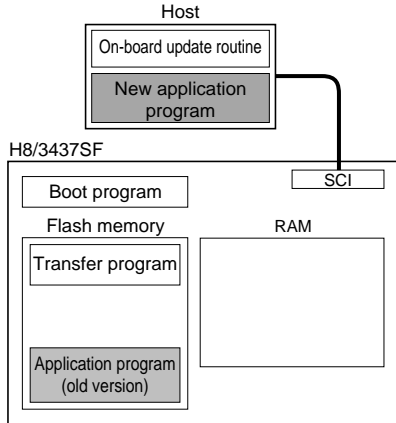 Host
On-board update routine
New application
program
H8/3437SF
SCI
Boot program
Flash memory
RAM
Transfer program
Application program
(old version)